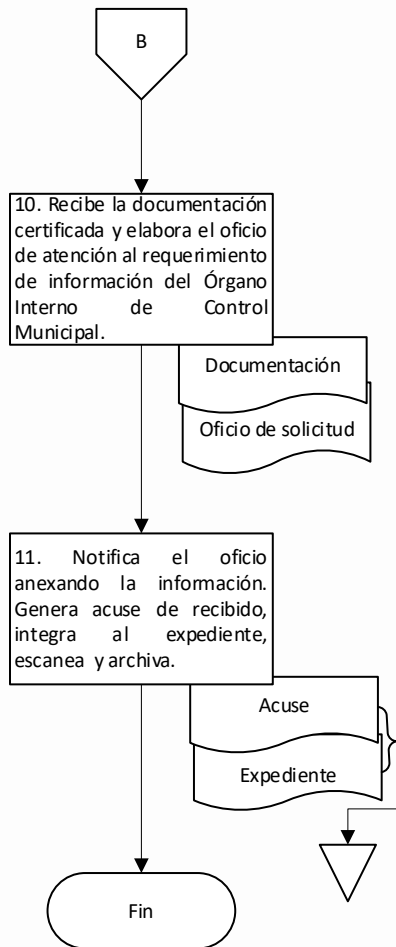 B
10. Recibe la documentación
certificada y elabora el oficio
de atención al requerimiento
de información del Órgano
Interno de Control
Municipal.
Documentación
Oficio de solicitud
11. Notifica el oficio
anexando la información.
Genera acuse de recibido,
integra al expediente,
escanea y archiva.
Acuse
Expediente
Fin